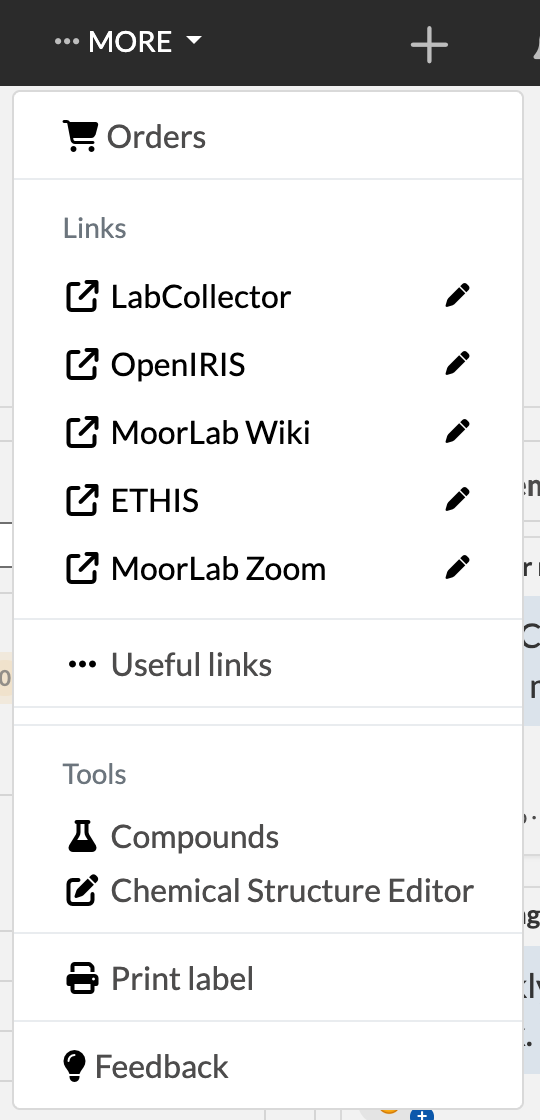 MORE
Orders
Links
LabCollector
OpenIRIS
MoorLab Wiki
ETHIS
MoorLab Zoom
Useful links
Tools
Compounds
Chemical Structure Editor
Print label
Feedback